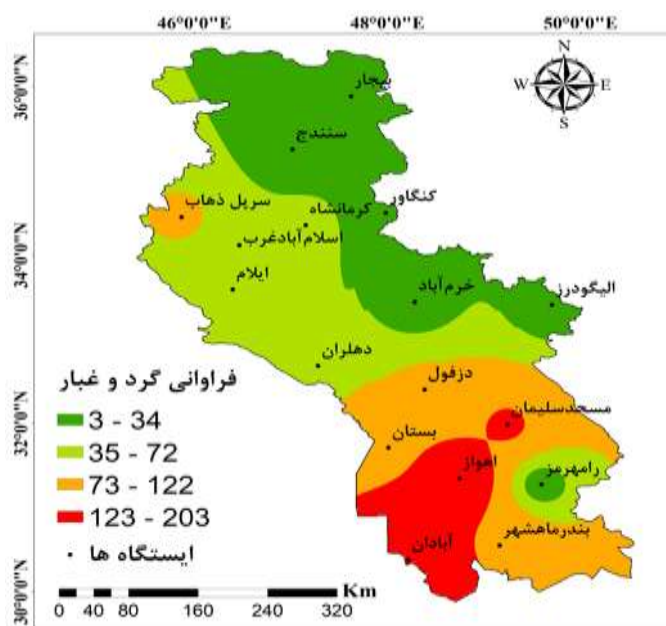 46°0'0"E 48°0'0"E 50°0'0"E
36°0'0"N
34°0'0"N
32°0'0"N
30°0'0"N
N
W E
S
بیجار
سنندج
کنگاور
سرپل ذهاب
کرمانشاه
اسلام‌آبادغرب
ایلام
خرم‌آباد
الیگودرز
دهلران
دزفول
مسجدسلیمان
بستان
اهواز
رامهرمز
بندرماهشهر
آبادان
فراوانی گرد و غبار
3 - 34
35 - 72
73 - 122
123 - 203
ایستگاه ها
Km
0 20 40 80 160 240 320